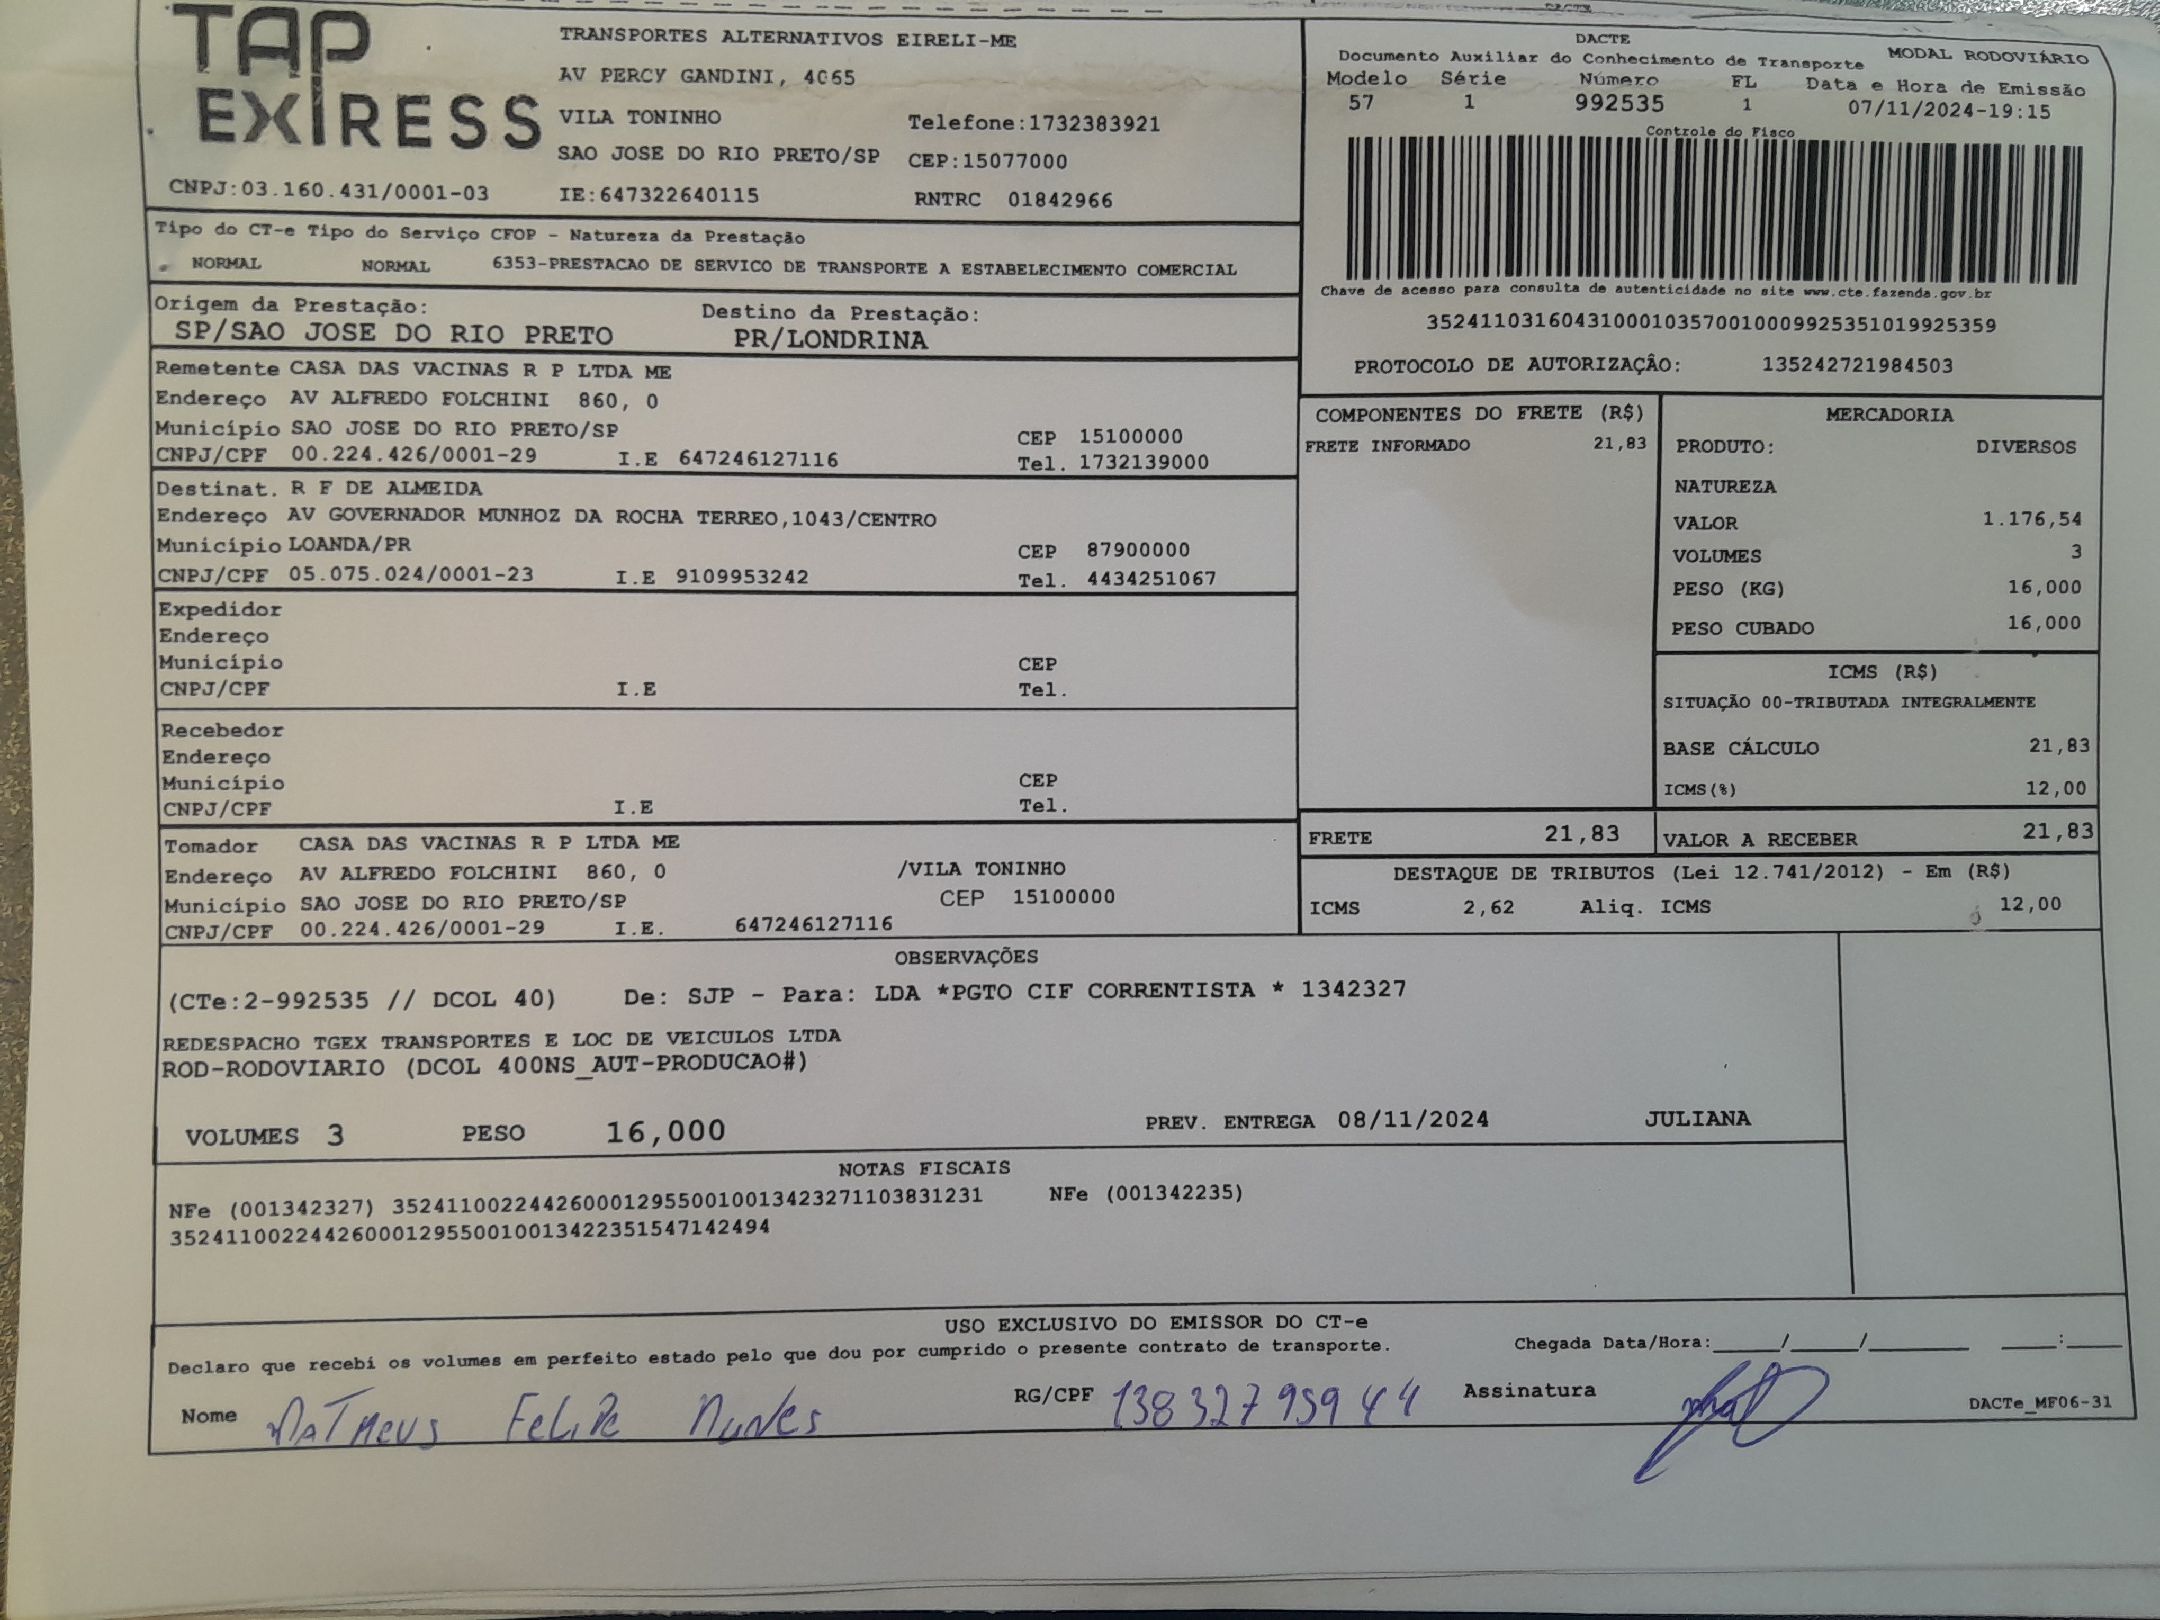 TAP
EXPRESS
TRANSPORTES ALTERNATIVOS EIRELI-ME
AV PERCY GANDINI, 4065
VILA TONINHO Telefone:1732383921
SAO JOSE DO RIO PRETO/SP CEP:15077000
CNPJ:03.160.431/0001-03 IE:647322640115 RNTRC 01842966
DACTE
Documento Auxiliar do Conhecimento de Transporte MODAL RODOVIÁRIO
Modelo Série Número FL Data e Hora de Emissão
57 1 992535 1 07/11/2024-19:15
Controle do Fisco
Chave de acesso para consulta de autenticidade no site www.cte.fazenda.gov.br
35241103160431000103570010009925351019925359
PROTOCOLO DE AUTORIZAÇÂO: 135242721984503
Tipo do CT-e Tipo do Serviço CFOP - Natureza da Prestação
NORMAL NORMAL 6353-PRESTACAO DE SERVICO DE TRANSPORTE A ESTABELECIMENTO COMERCIAL
Origem da Prestação: Destino da Prestação:
SP/SAO JOSE DO RIO PRETO PR/LONDRINA
Remetente CASA DAS VACINAS R P LTDA ME
Endereço AV ALFREDO FOLCHINI 860, 0
Município SAO JOSE DO RIO PRETO/SP CEP 15100000
CNPJ/CPF 00.224.426/0001-29 I.E 647246127116 Tel. 1732139000
Destinat. R F DE ALMEIDA
Endereço AV GOVERNADOR MUNHOZ DA ROCHA TERREO,1043/CENTRO
Município LOANDA/PR CEP 87900000
CNPJ/CPF 05.075.024/0001-23 I.E 9109953242 Tel. 4434251067
Expedidor
Endereço
Município CEP
CNPJ/CPF I.E Tel.
Recebedor
Endereço
Município CEP
CNPJ/CPF I.E Tel.
Tomador CASA DAS VACINAS R P LTDA ME
Endereço AV ALFREDO FOLCHINI 860, 0 /VILA TONINHO
Município SAO JOSE DO RIO PRETO/SP CEP 15100000
CNPJ/CPF 00.224.426/0001-29 I.E. 647246127116
COMPONENTES DO FRETE (R$)
FRETE INFORMADO 21,83
MERCADORIA
PRODUTO: DIVERSOS
NATUREZA
VALOR 1.176,54
VOLUMES 3
PESO (KG) 16,000
PESO CUBADO 16,000
ICMS (R$)
SITUAÇÃO 00-TRIBUTADA INTEGRALMENTE
BASE CÁLCULO 21,83
ICMS(%) 12,00
FRETE 21,83 VALOR A RECEBER 21,83
DESTAQUE DE TRIBUTOS (Lei 12.741/2012) - Em (R$)
ICMS 2,62 Aliq. ICMS 12,00
OBSERVAÇÕES
(CTe:2-992535 // DCOL 40) De: SJP - Para: LDA *PGTO CIF CORRENTISTA * 1342327
REDESPACHO TGEX TRANSPORTES E LOC DE VEICULOS LTDA
ROD-RODOVIARIO (DCOL 400NS_AUT-PRODUCAO#)
VOLUMES 3 PESO 16,000 PREV. ENTREGA 08/11/2024 JULIANA
NOTAS FISCAIS
NFe (001342327) 35241100224426000129550010013423271103831231 NFe (001342235)
35241100224426000129550010013422351547142494
USO EXCLUSIVO DO EMISSOR DO CT-e
Declaro que recebi os volumes em perfeito estado pelo que dou por cumprido o presente contrato de transporte. Chegada Data/Hora:_____/_____/________ ____:____
Nome Matheus Felipe Nunes RG/CPF 13832795944 Assinatura
DACTe_MF06-31